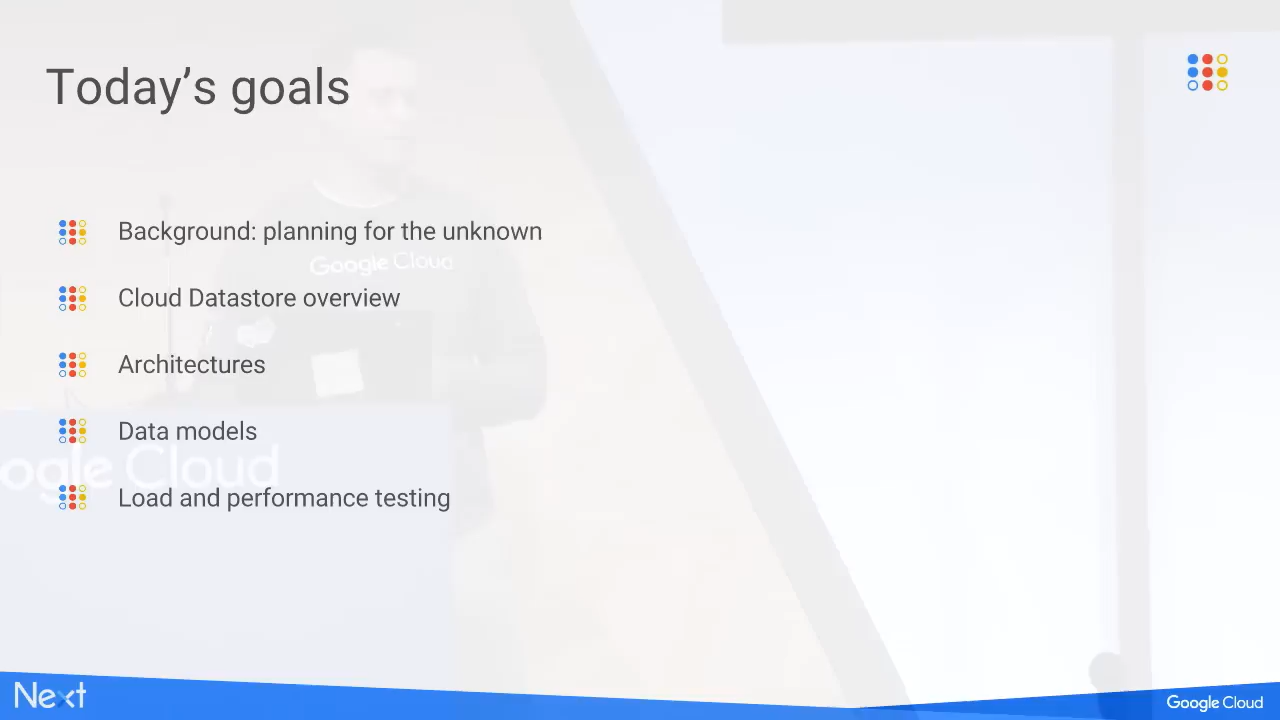 Today's goals
Background: planning for the unknown
Google Cloud
Cloud Datastore overview
Architectures
Data models
ogle Cloud
Load and performance testing
Next
Google Cloud